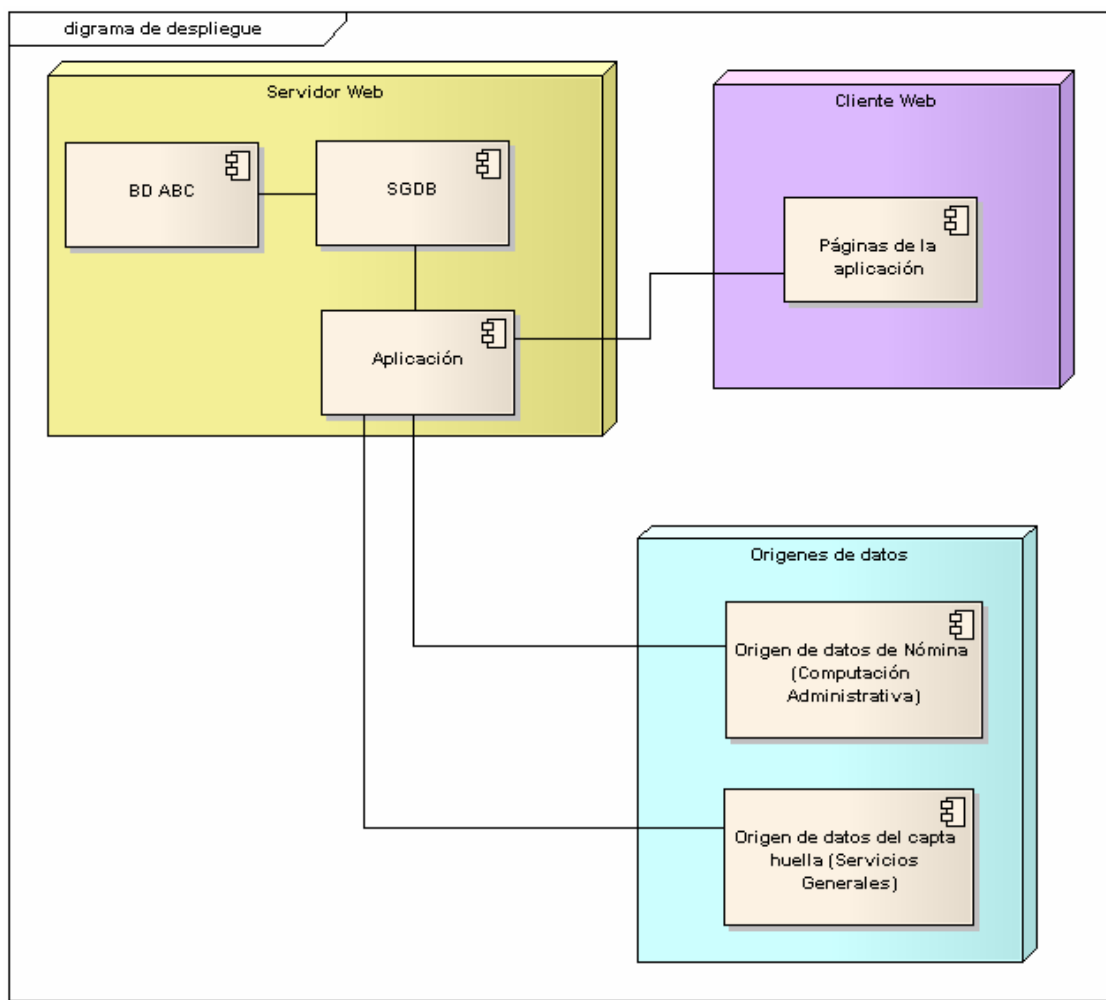 digrama de despliegue
Servidor Web
BD ABC
SGDB
Aplicación
Cliente Web
Páginas de la
aplicación
Origenes de datos
Origen de datos de Nómina
(Computación
Administrativa)
Origen de datos del capta
huella (Servicios
Generales)